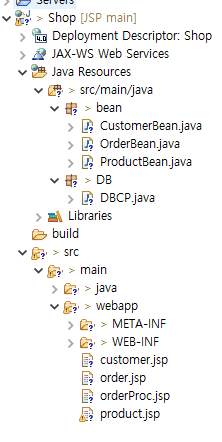 Servers
> Shop [JSP main]
> Deployment Descriptor: Shop
JAX-WS Web Services
Java Resources
> src/main/java
> bean
> CustomerBean.java
> OrderBean.java
> ProductBean.java
> DB
> DBCP.java
Libraries
build
> src
> main
> java
> webapp
> META-INF
> WEB-INF
customer.jsp
order.jsp
orderProc.jsp
product.jsp